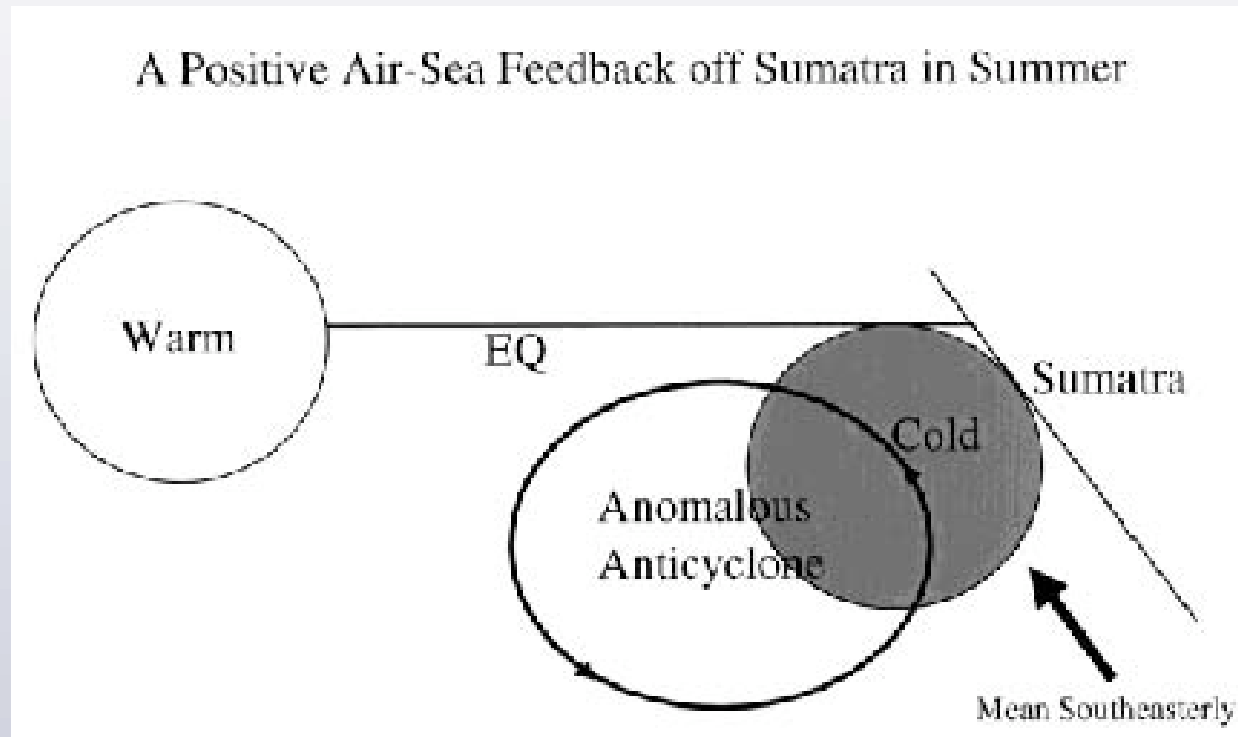 A Positive Air-Sea Feedback off Sumatra in Summer
Warm
EQ
Sumatra
Cold
Anomalous
Anticyclone
Mean Southeasterly